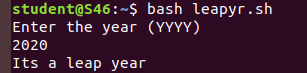 student@S46:~$ bash leapyr.sh
Enter the year (YYYY)
2020
Its a leap year